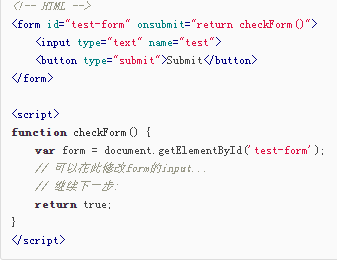 <!-- HTML -->
<form id="test-form" onsubmit="return checkForm()">
    <input type="text" name="test">
    <button type="submit">Submit</button>
</form>

<script>
function checkForm() {
    var form = document.getElementById('test-form');
    // 可以在此修改form的input...
    // 继续下一步:
    return true;
}
</script>